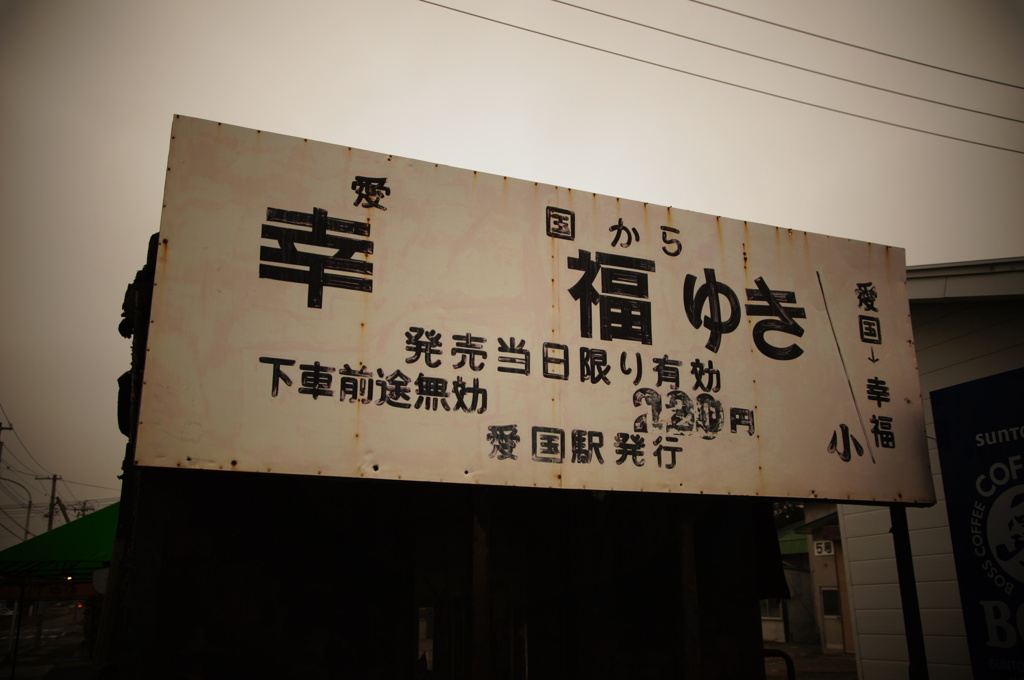 愛国から
幸福ゆき
発売当日限り有効
下車前途無効
220円
愛国駅発行
愛国→幸福
小
5号
SUNTO
BOSS COFFEE
COF
BO